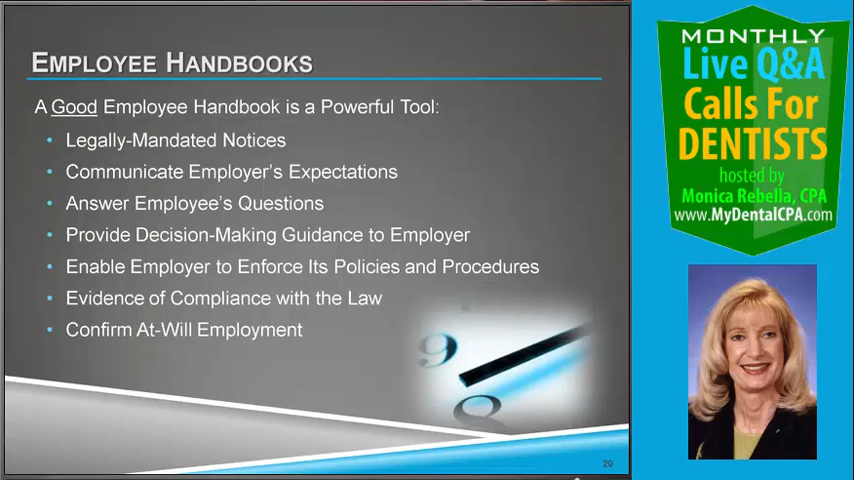 EMPLOYEE HANDBOOKS
A Good Employee Handbook is a Powerful Tool:
• Legally-Mandated Notices
• Communicate Employer's Expectations
• Answer Employee's Questions
• Provide Decision-Making Guidance to Employer
• Enable Employer to Enforce Its Policies and Procedures
• Evidence of Compliance with the Law
• Confirm At-Will Employment
9
8
20
MONTHLY
Live Q&A
Calls For
DENTISTS
hosted by
Monica Rebella, CPA
www.MyDentalCPA.com